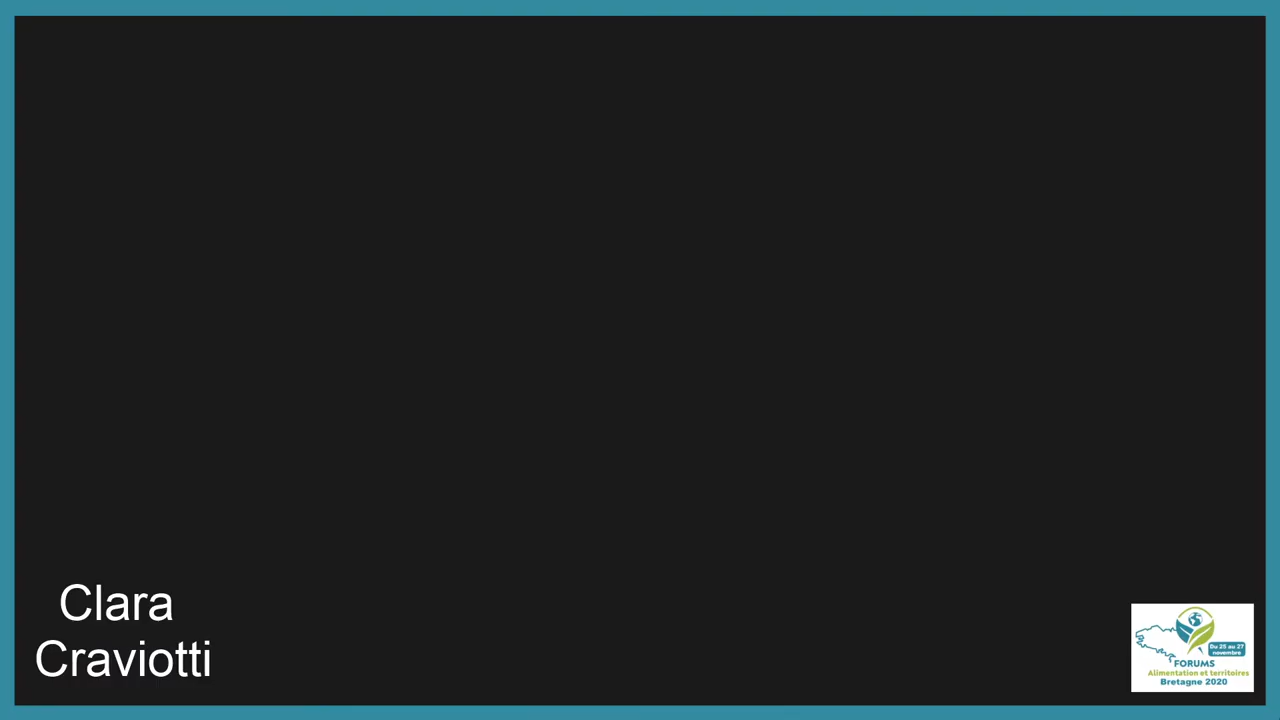 Clara
Craviotti
Du 25 au 27
novembre
FORUMS
Alimentation et territoires
Bretagne 2020